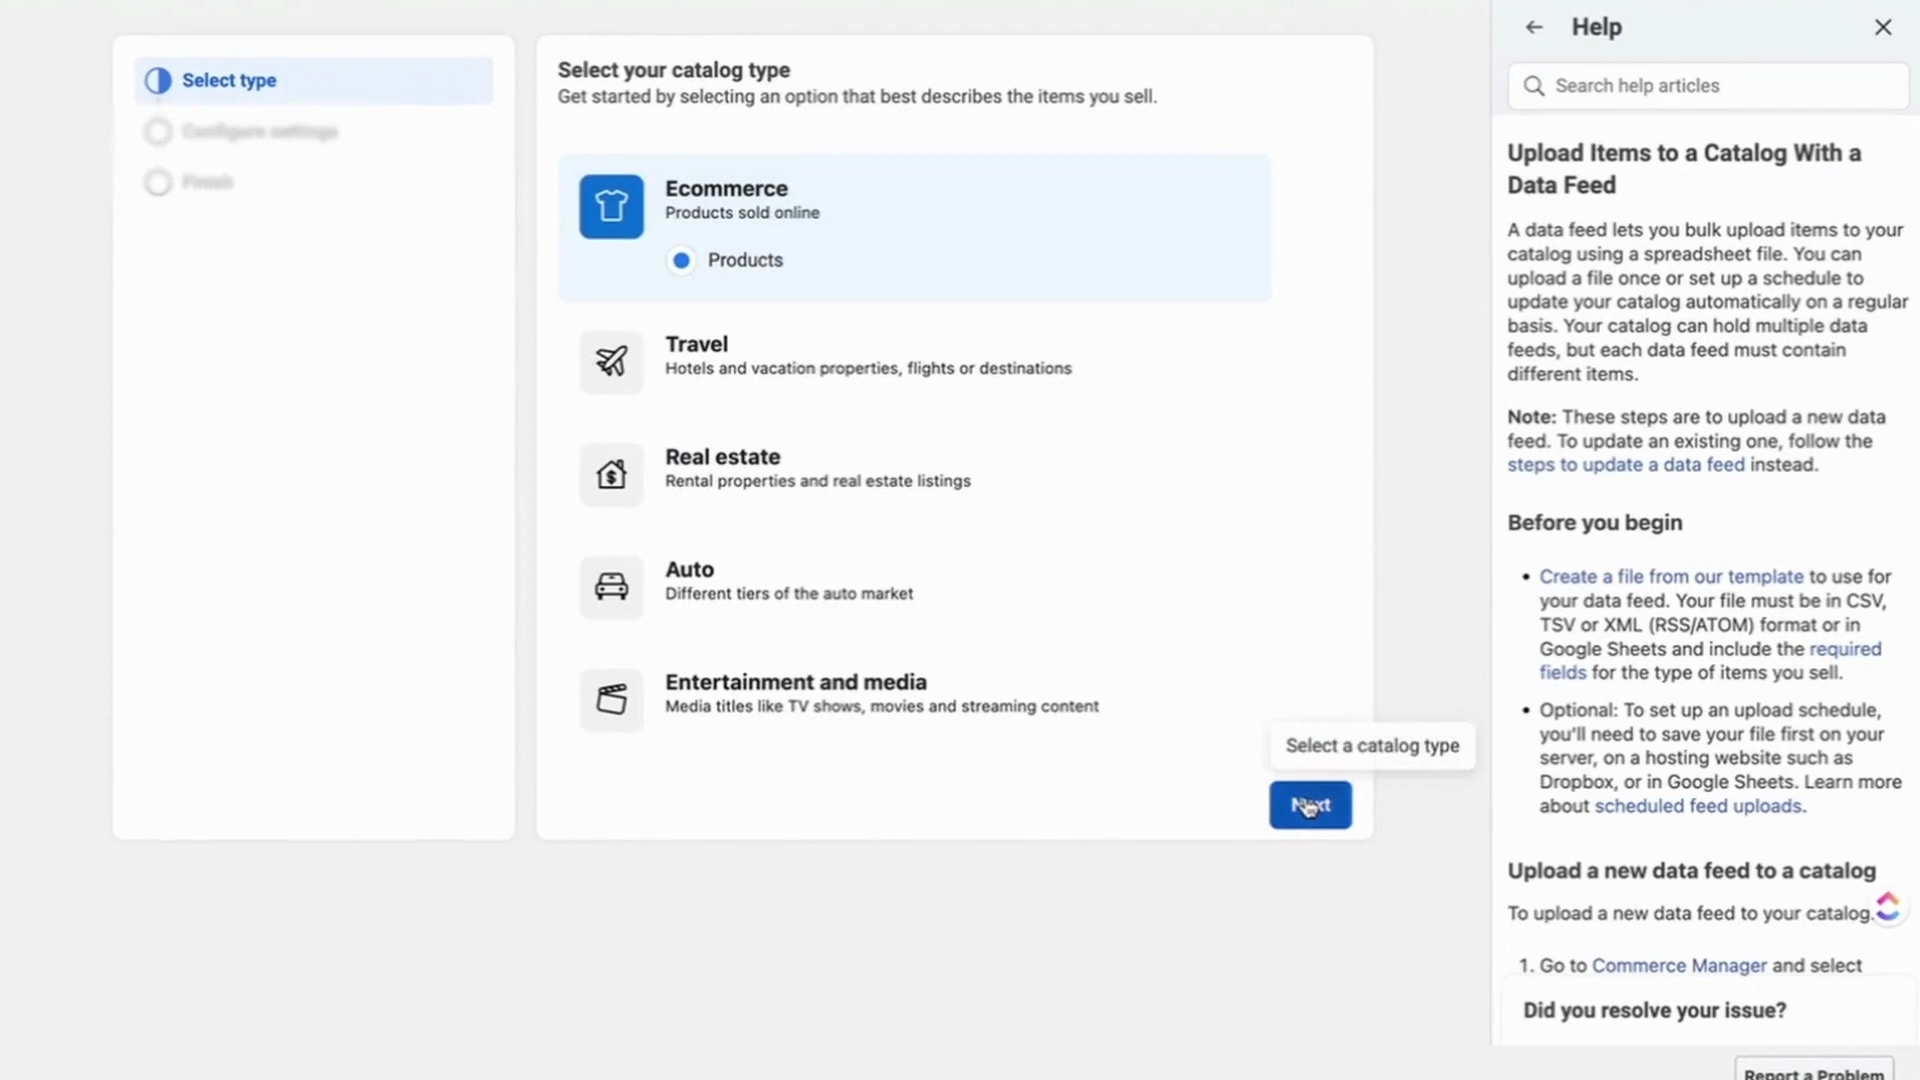 Select type
Configure settings
Finish
Select your catalog type
Get started by selecting an option that best describes the items you sell.
Ecommerce
Products sold online
Products
Travel
Hotels and vacation properties, flights or destinations
Real estate
Rental properties and real estate listings
Auto
Different tiers of the auto market
Entertainment and media
Media titles like TV shows, movies and streaming content
Select a catalog type
Next
Help
Search help articles
Upload Items to a Catalog With a
Data Feed
A data feed lets you bulk upload items to your
catalog using a spreadsheet file. You can
upload a file once or set up a schedule to
update your catalog automatically on a regular
basis. Your catalog can hold multiple data
feeds, but each data feed must contain
different items.
Note: These steps are to upload a new data
feed. To update an existing one, follow the
steps to update a data feed instead.
Before you begin
• Create a file from our template to use for
your data feed. Your file must be in CSV,
TSV or XML (RSS/ATOM) format or in
Google Sheets and include the required
fields for the type of items you sell.
• Optional: To set up an upload schedule,
you'll need to save your file first on your
server, on a hosting website such as
Dropbox, or in Google Sheets. Learn more
about scheduled feed uploads.
Upload a new data feed to a catalog
To upload a new data feed to your catalog.
1. Go to Commerce Manager and select
Did you resolve your issue?
Report a Problem